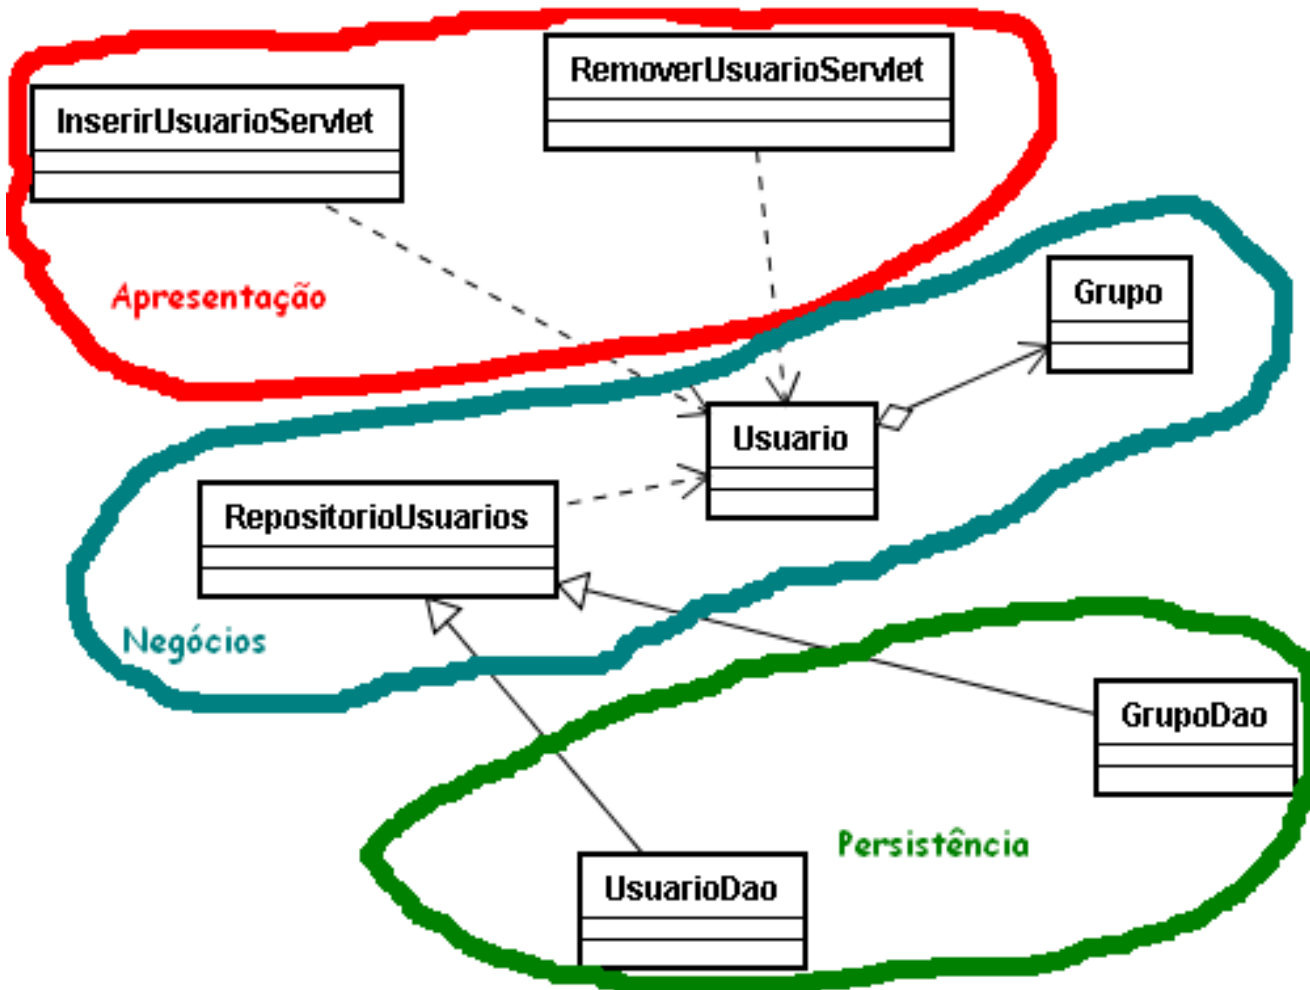 RemoverUsuarioServlet
InserirUsuarioServlet
Apresentação
Grupo
Usuario
RepositorioUsuarios
Negócios
GrupoDao
Persistência
UsuarioDao